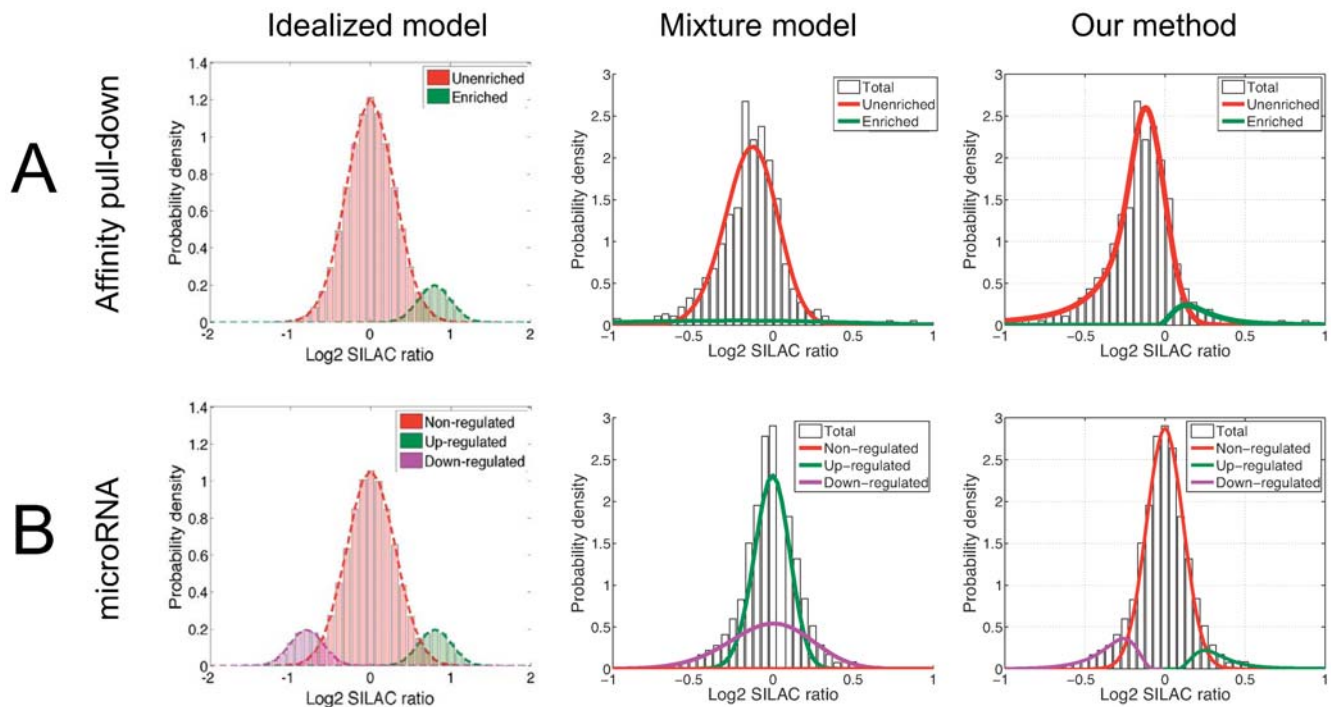 Idealized model
Mixture model
Our method
A
Affinity pull-down
Probability density
1.4
1.2
1
0.8
0.6
0.4
0.2
0
-2
-1
0
1
2
Log2 SILAC ratio
Unenriched
Enriched
Probability density
3
2.5
2
1.5
1
0.5
0
−1
−0.5
0
0.5
1
Log2 SILAC ratio
Total
Unenriched
Enriched
Probability density
3
2.5
2
1.5
1
0.5
0
−1
−0.5
0
0.5
1
Log2 SILAC ratio
Total
Unenriched
Enriched
B
microRNA
Probability density
1.4
1.2
1
0.8
0.6
0.4
0.2
0
-2
-1
0
1
2
Log2 SILAC ratio
Non-regulated
Up-regulated
Down-regulated
Probability density
3
2.5
2
1.5
1
0.5
0
−1
−0.5
0
0.5
1
Log2 SILAC ratio
Total
Non−regulated
Up−regulated
Down−regulated
Probability density
3
2.5
2
1.5
1
0.5
0
−1
−0.5
0
0.5
1
Log2 SILAC ratio
Total
Non−regulated
Up−regulated
Down−regulated